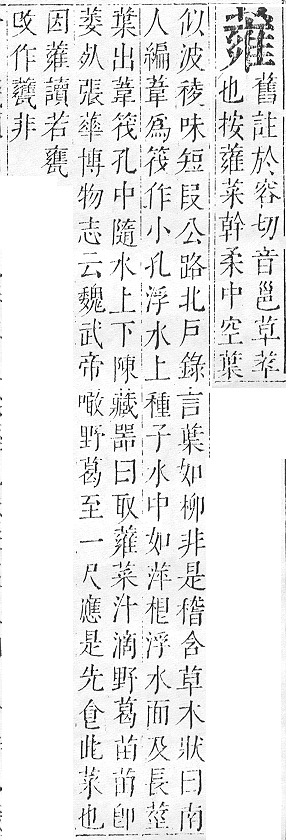 蕹
舊註於容切音邕草萃
也按蕹菜幹柔中空葉
似波稜味短段公路北戶錄言葉如柳非是稽含草木狀曰南
人編葦爲筏作小孔浮水上種子水中如萍根浮水面及長莖
葉出葦筏孔中隨水上下陳藏器曰取蕹菜汁滴野葛苗苗卽
萎死張華博物志云魏武帝噉野葛至一尺應是先食此菜也
因蕹讀若甕
改作非